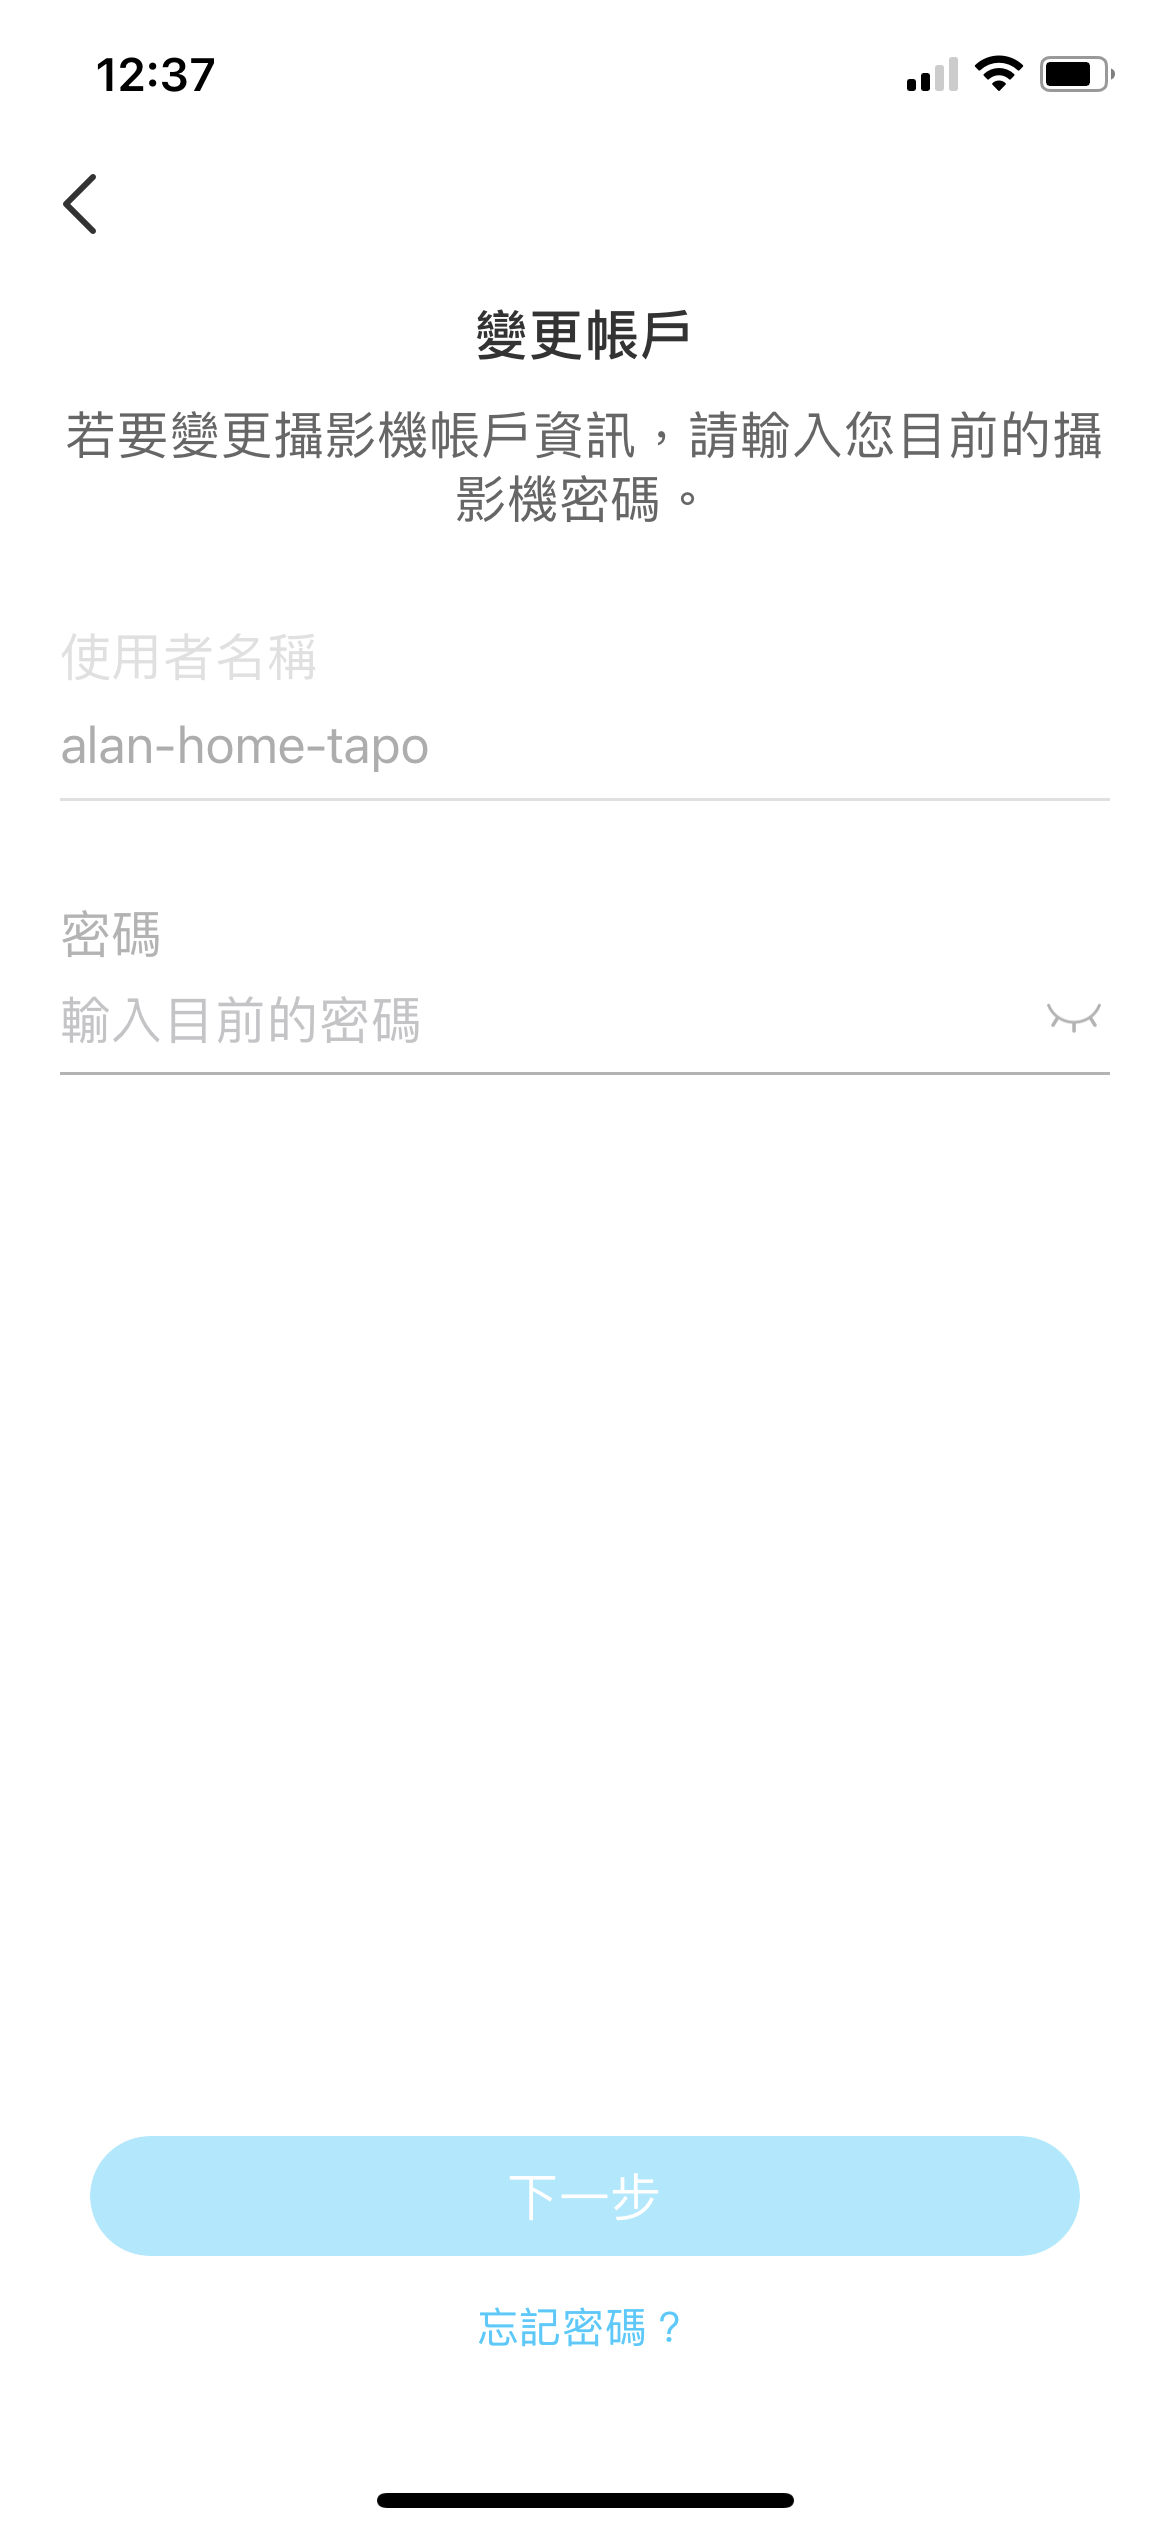 12:37
變更帳戶
若要變更攝影機帳戶資訊，請輸入您目前的攝
影機密碼。
使用者名稱
alan-home-tapo
密碼
輸入目前的密碼
下一步
忘記密碼？